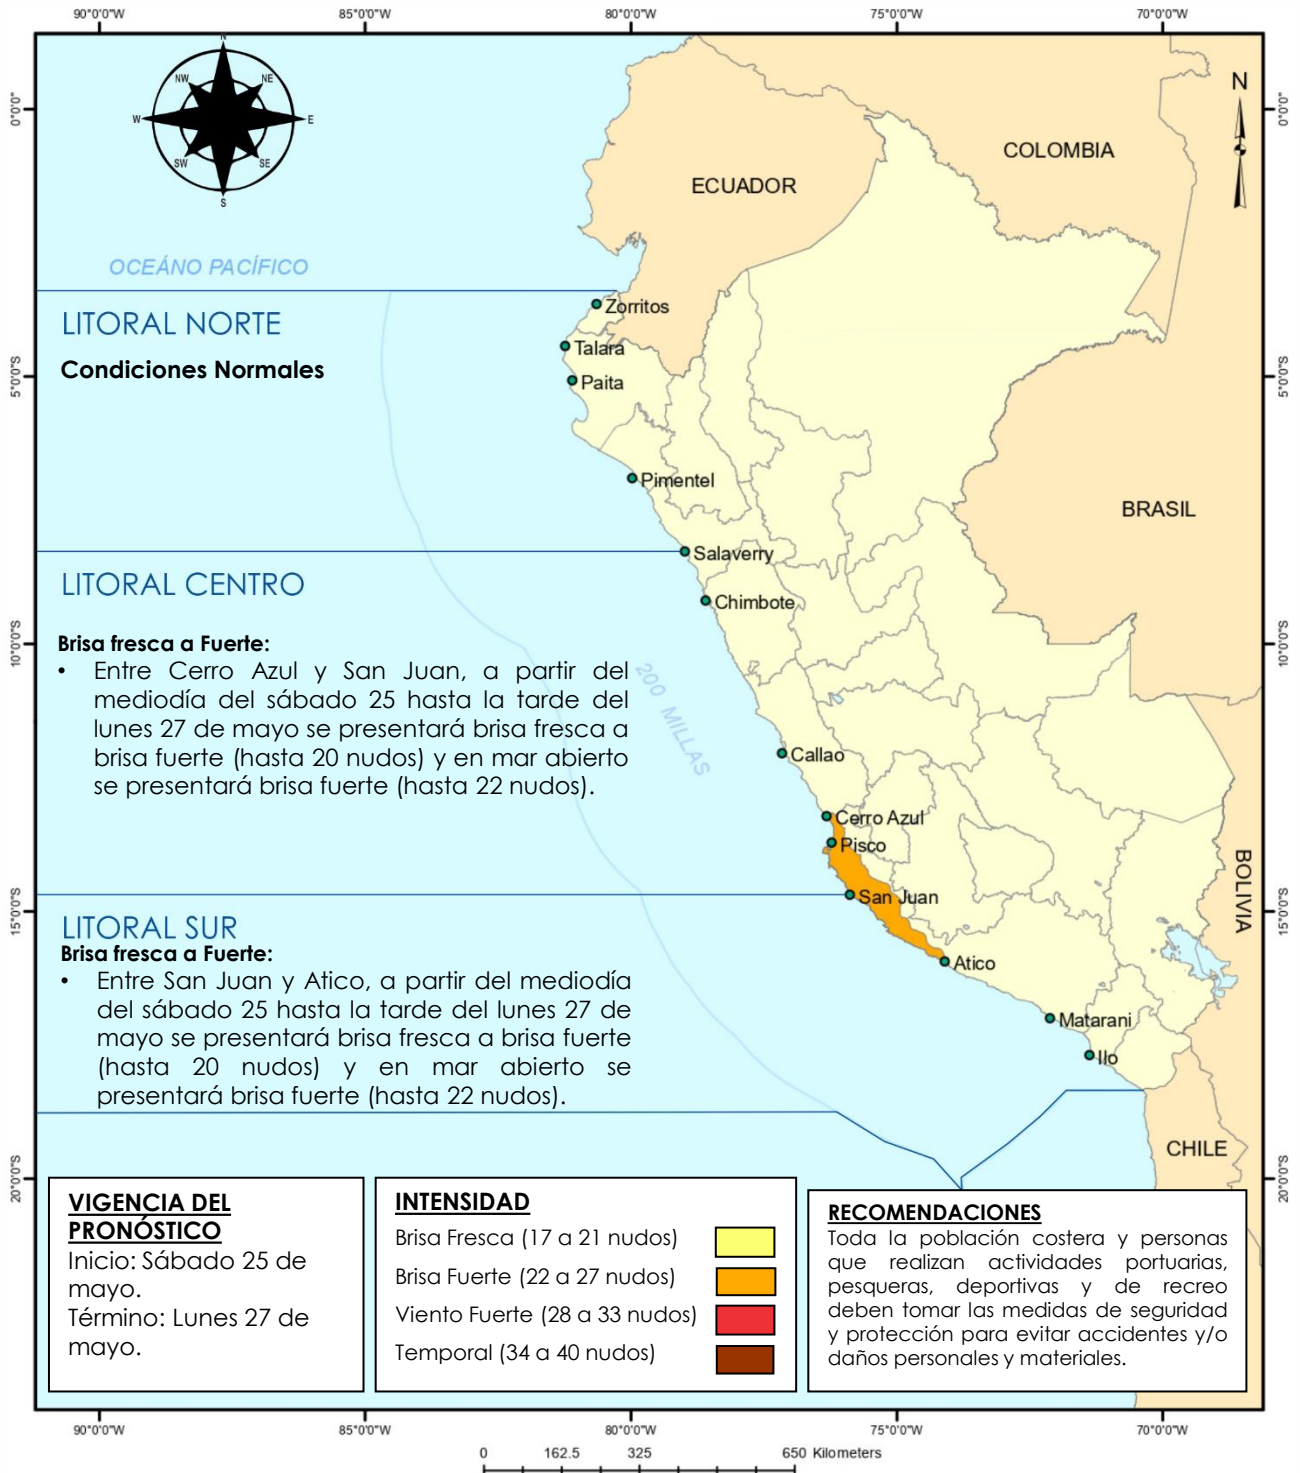 90°0'0"W 85°0'0"W 80°0'0"W 75°0'0"W 70°0'0"W
N
NW NE
W E
SW SE
S
N
0°0'0" 0°0'0"
COLOMBIA
ECUADOR
OCEÁNO PACÍFICO
Zorritos
LITORAL NORTE
Talara
Condiciones Normales
5°0'0"S 5°0'0"S
Paita
Pimentel
BRASIL
Salaverry
LITORAL CENTRO
Chimbote
Brisa fresca a Fuerte:
10°0'0"S 10°0'0"S
• Entre Cerro Azul y San Juan, a partir del
mediodía del sábado 25 hasta la tarde del
lunes 27 de mayo se presentará brisa fresca a
brisa fuerte (hasta 20 nudos) y en mar abierto
se presentará brisa fuerte (hasta 22 nudos).
200 MILLAS
Callao
Cerro Azul
Pisco
BOLIVIA
San Juan
15°0'0"S 15°0'0"S
LITORAL SUR
Brisa fresca a Fuerte:
• Entre San Juan y Atico, a partir del mediodía
del sábado 25 hasta la tarde del lunes 27 de
mayo se presentará brisa fresca a brisa fuerte
(hasta 20 nudos) y en mar abierto se
presentará brisa fuerte (hasta 22 nudos).
Atico
Matarani
Ilo
CHILE
20°0'0"S 20°0'0"S
VIGENCIA DEL
PRONÓSTICO
Inicio: Sábado 25 de
mayo.
Término: Lunes 27 de
mayo.
INTENSIDAD
Brisa Fresca (17 a 21 nudos)
Brisa Fuerte (22 a 27 nudos)
Viento Fuerte (28 a 33 nudos)
Temporal (34 a 40 nudos)
RECOMENDACIONES
Toda la población costera y personas
que realizan actividades portuarias,
pesqueras, deportivas y de recreo
deben tomar las medidas de seguridad
y protección para evitar accidentes y/o
daños personales y materiales.
90°0'0"W 85°0'0"W 80°0'0"W 75°0'0"W 70°0'0"W
0 162.5 325 650 Kilometers